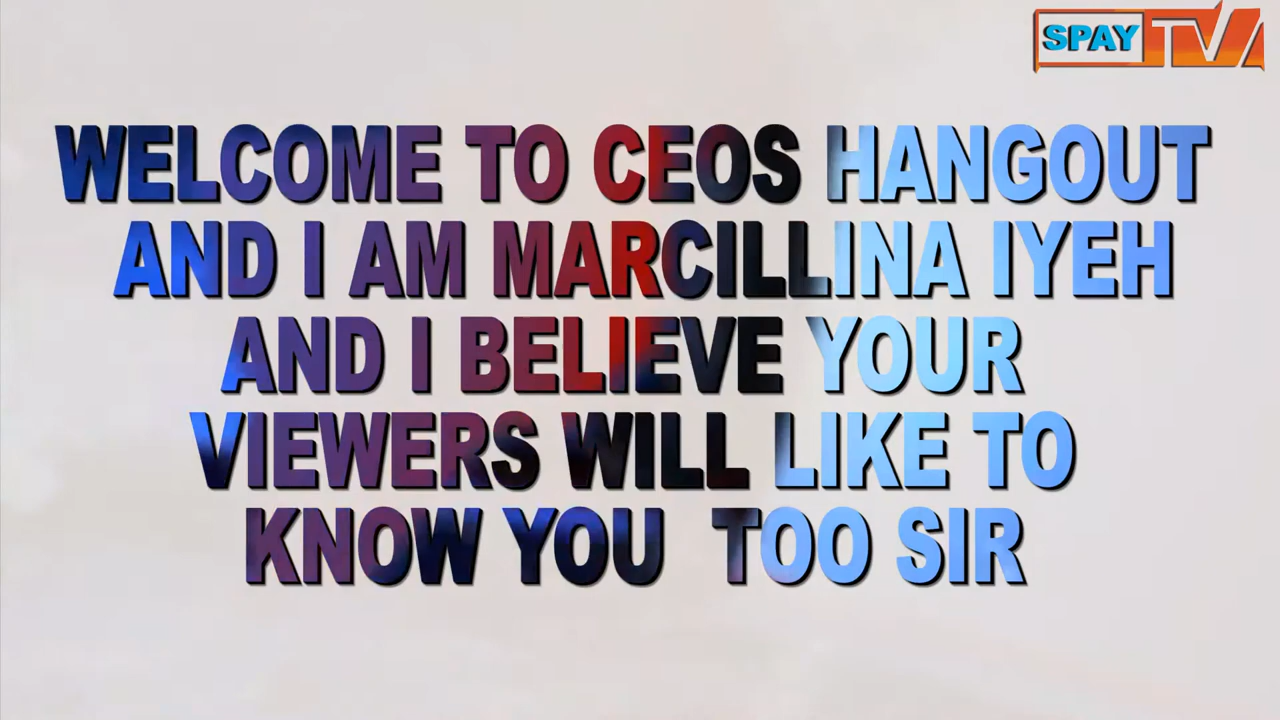 SPAY TV
WELCOME TO CEOS HANGOUT
AND I AM MARCILLINA IYEH
AND I BELIEVE YOUR
VIEWERS WILL LIKE TO
KNOW YOU TOO SIR